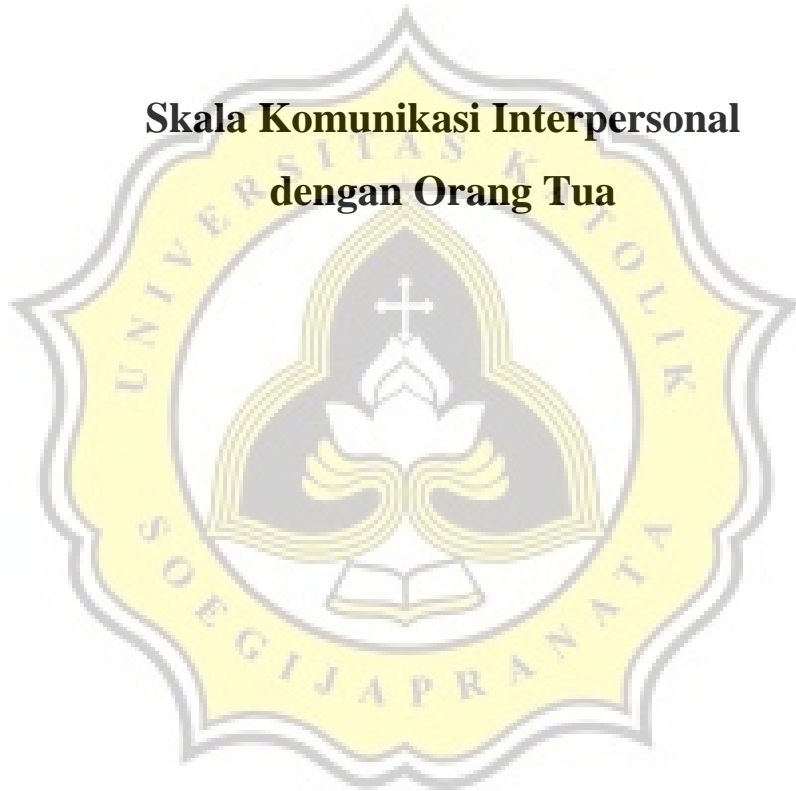 Skala Komunikasi Interpersonal
dengan Orang Tua
UNIVERSITAS KATOLIK
SOEGIJAPRANATA